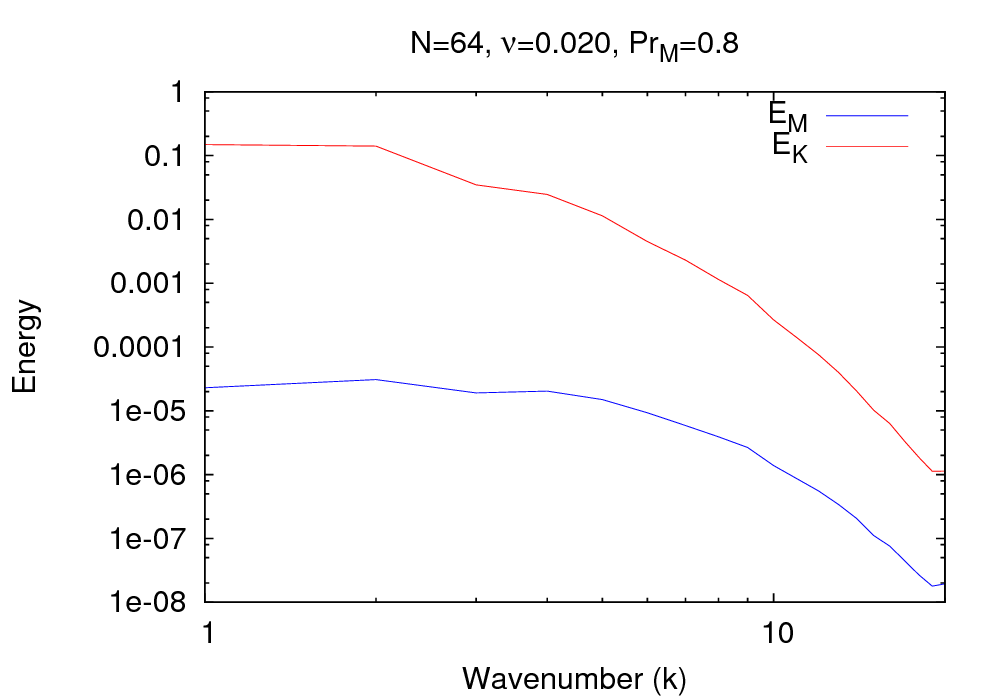 N=64, ν=0.020, Pr_M=0.8
1
0.1
0.01
0.001
0.0001
1e-05
1e-06
1e-07
1e-08
Energy
E_M
E_K
1 10
Wavenumber (k)